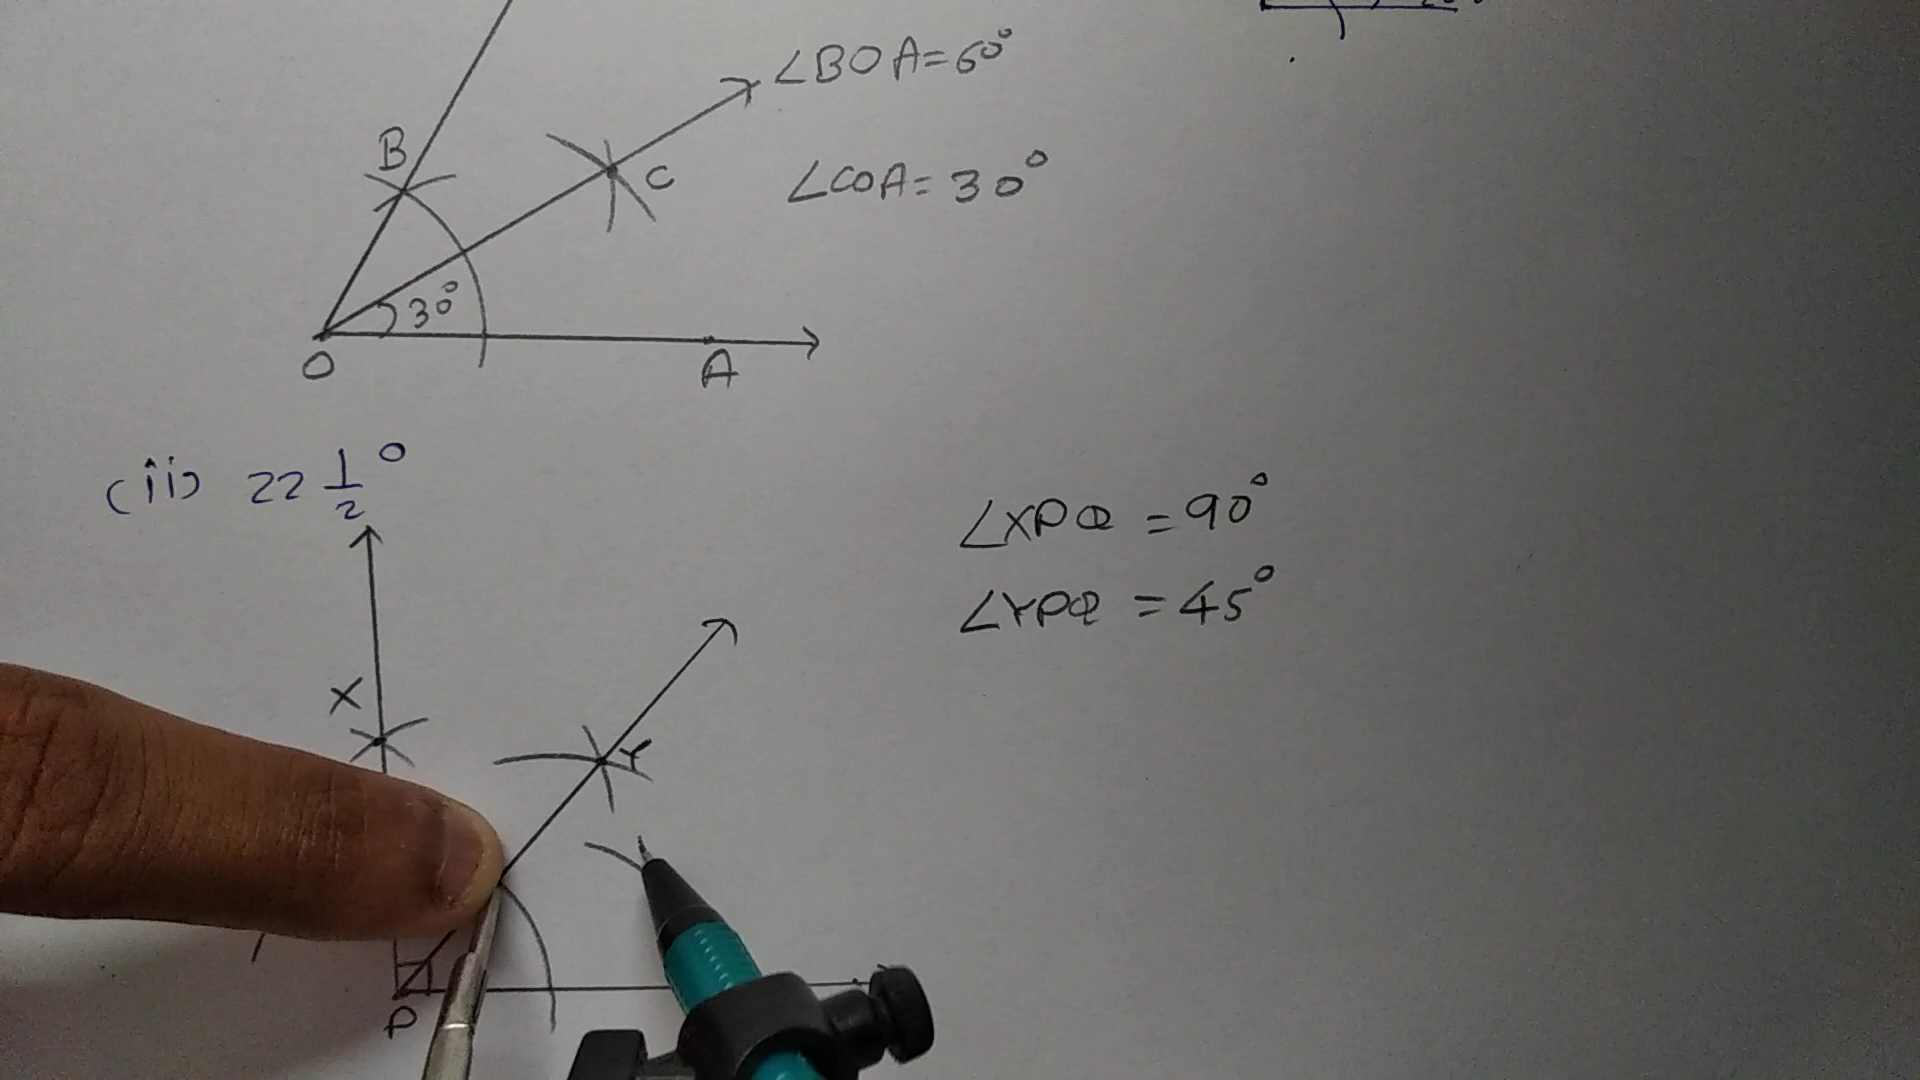 ∠BOA=60°
B
C
∠COA=30°
30°
O
A
(ii) 22 1/2°
∠XPQ = 90°
∠YPQ = 45°
X
Y
P